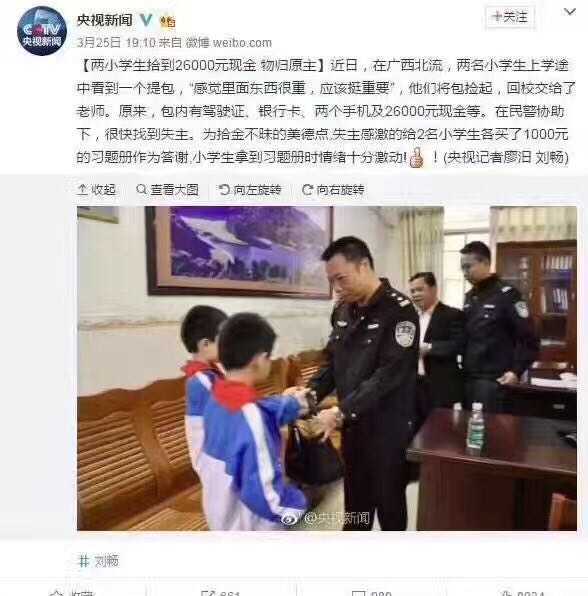 CCTV
央视新闻
央视新闻
+关注
3月25日 19:10 来自 微博 weibo.com
【两小学生拾到26000元现金 物归原主】近日，在广西北流，两名小学生上学途
中看到一个提包，“感觉里面东西很重，应该挺重要”，他们将包捡起，回校交给了
老师。原来，包内有驾驶证、银行卡、两个手机及26000元现金等。在民警协助
下，很快找到失主。为拾金不昧的美德点,失主感激的给2名小学生各买了1000元
的习题册作为答谢,小学生拿到习题册时情绪十分激动!！(央视记者廖汨 刘畅)
收起 查看大图 向左旋转 向右旋转
@央视新闻
# 刘畅
收藏 661 980 8034